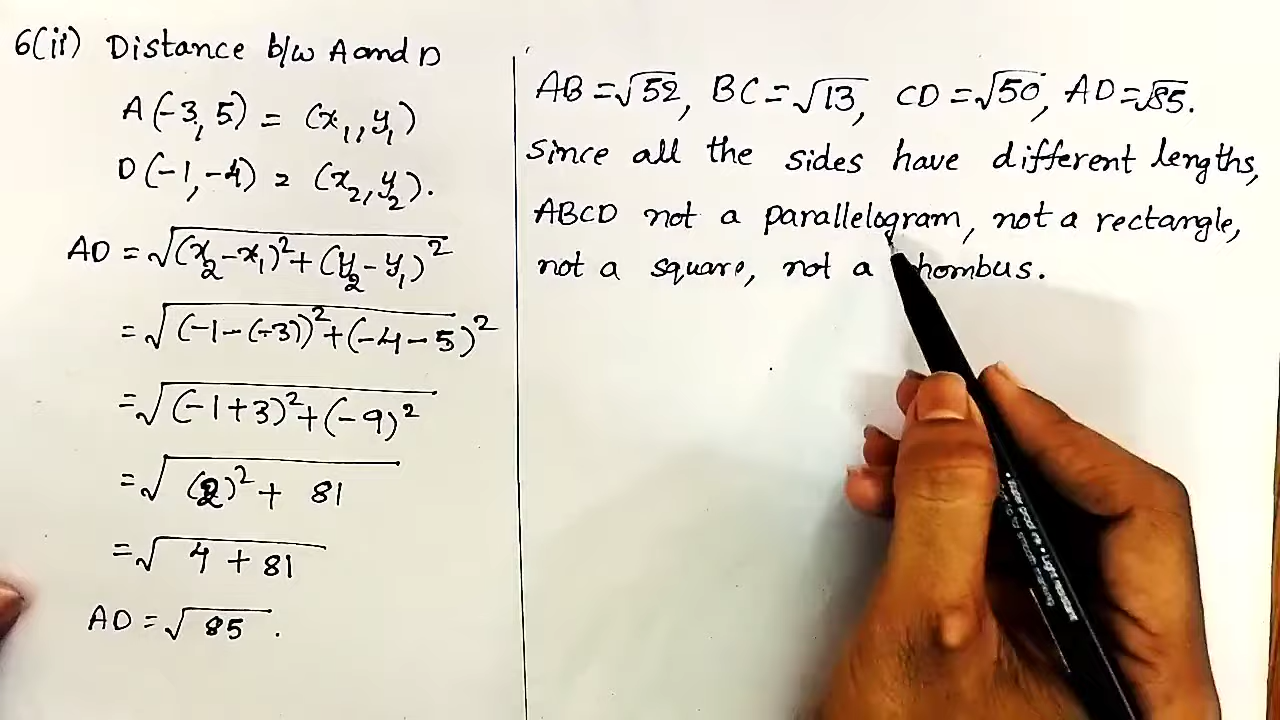 6(ii) Distance b/w A and D
A(-3,5) = (x₁,y₁)
D(-1,-4) = (x₂,y₂).
AD = √(x₂-x₁)²+(y₂-y₁)²
= √(-1-(-3))²+(-4-5)²
= √(-1+3)²+(-9)²
= √(2)²+ 81
= √4 + 81
AD = √85.
AB = √52, BC = √13, CD = √50, AD = √85.
Since all the sides have different lengths,
ABCD not a parallelogram, not a rectangle,
not a square, not a rhombus.